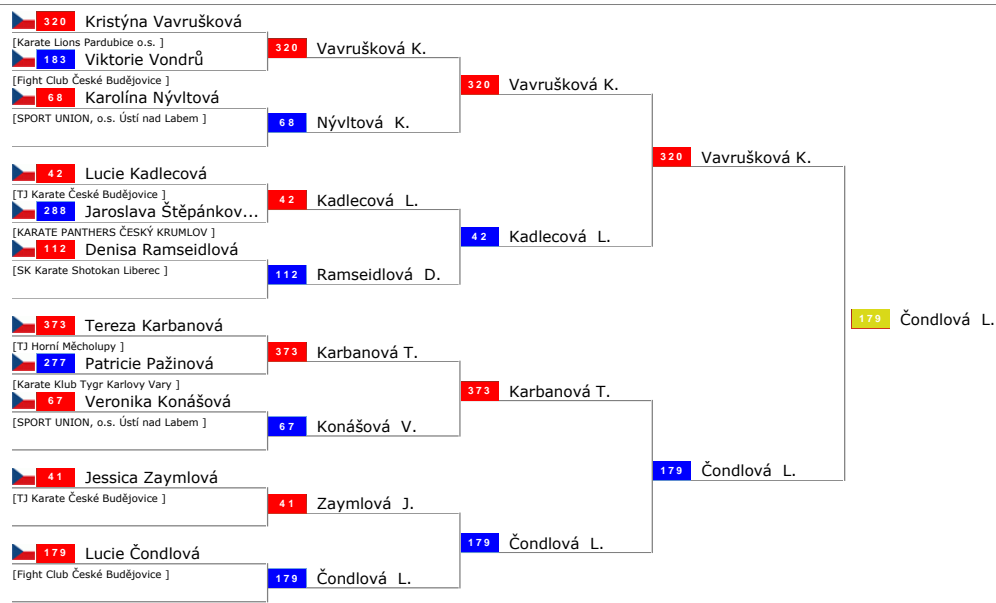 320 Kristýna Vavrušková
[Karate Lions Pardubice o.s. ]
183 Viktorie Vondrů
[Fight Club České Budějovice ]
68 Karolína Nývltová
[SPORT UNION, o.s. Ústí nad Labem ]
42 Lucie Kadlecová
[TJ Karate České Budějovice ]
288 Jaroslava Štěpánkov...
[KARATE PANTHERS ČESKÝ KRUMLOV ]
112 Denisa Ramseidlová
[SK Karate Shotokan Liberec ]
373 Tereza Karbanová
[TJ Horní Měcholupy ]
277 Patricie Pažinová
[Karate Klub Tygr Karlovy Vary ]
67 Veronika Konášová
[SPORT UNION, o.s. Ústí nad Labem ]
41 Jessica Zaymlová
[TJ Karate České Budějovice ]
179 Lucie Čondlová
[Fight Club České Budějovice ]
320 Vavrušková K.
68 Nývltová K.
42 Kadlecová L.
112 Ramseidlová D.
373 Karbanová T.
67 Konášová V.
41 Zaymlová J.
179 Čondlová L.
320 Vavrušková K.
42 Kadlecová L.
373 Karbanová T.
179 Čondlová L.
320 Vavrušková K.
179 Čondlová L.
179 Čondlová L.